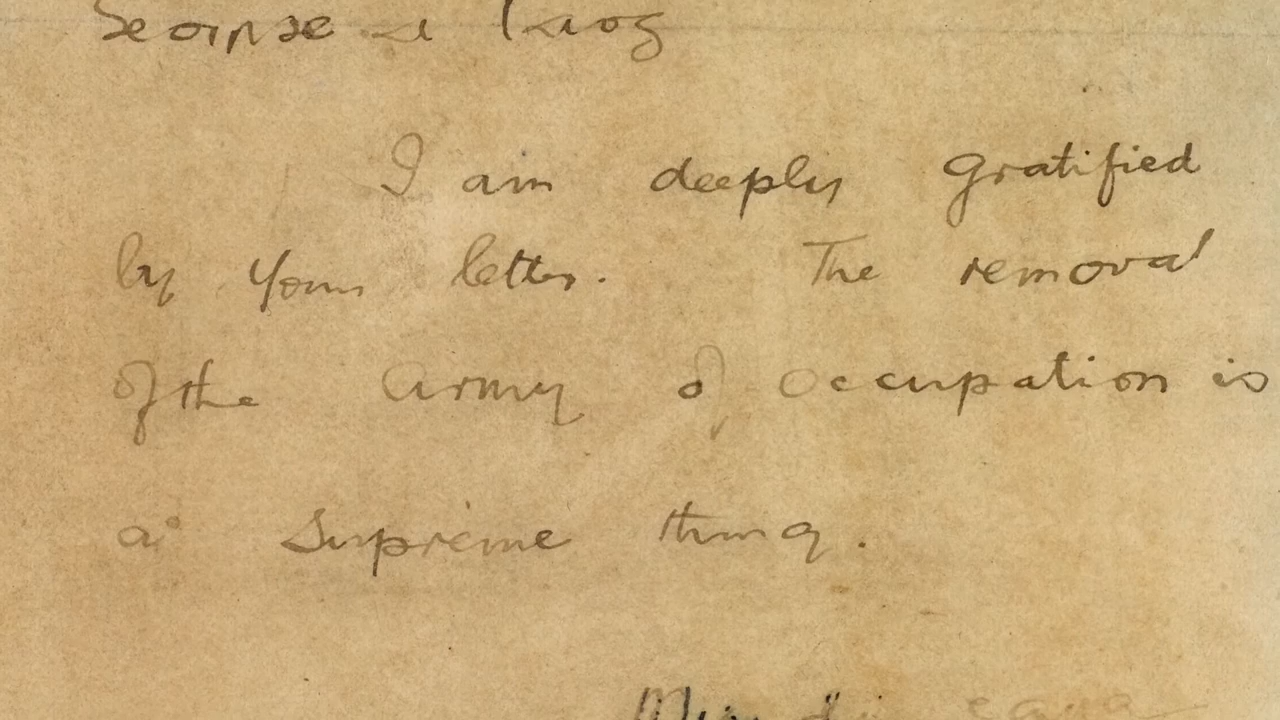 I am deeply gratified
by your letter. The removal
of the army of Occupation is
a supreme thing.